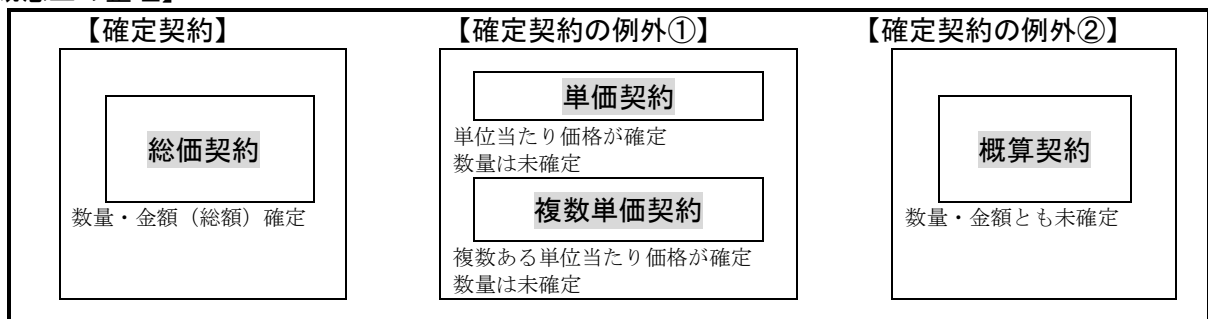 【確定契約】
総価契約
数量・金額（総額）確定
【確定契約の例外①】
単価契約
単位当たり価格が確定
数量は未確定
複数単価契約
複数ある単位当たり価格が確定
数量は未確定
【確定契約の例外②】
概算契約
数量・金額とも未確定